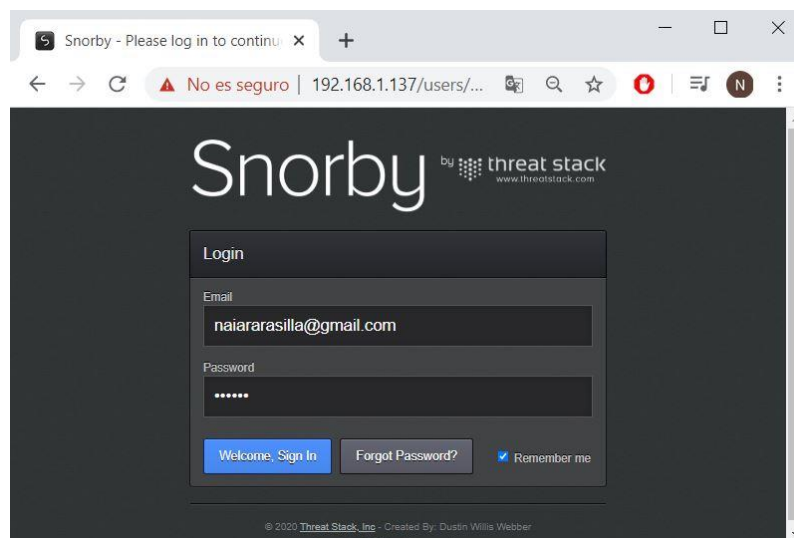 Snorby - Please log in to continu
No es seguro | 192.168.1.137/users/...
N
Snorby by threat stack
www.threatstack.com
Login
Email
naiararasilla@gmail.com
Password
••••••
Welcome, Sign In
Forgot Password?
Remember me
© 2020 Threat Stack, Inc - Created By: Dustin Willis Webber